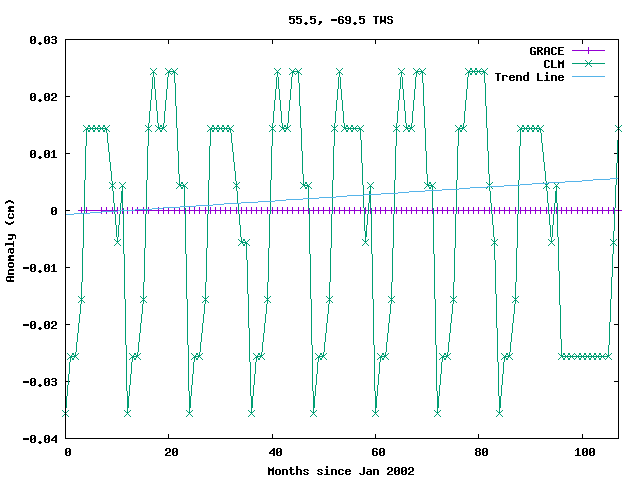 55.5, -69.5 TWS
GRACE
CLM
Trend Line
0.03
0.02
0.01
0
-0.01
-0.02
-0.03
-0.04
Anomaly (cm)
0 20 40 60 80 100
Months since Jan 2002